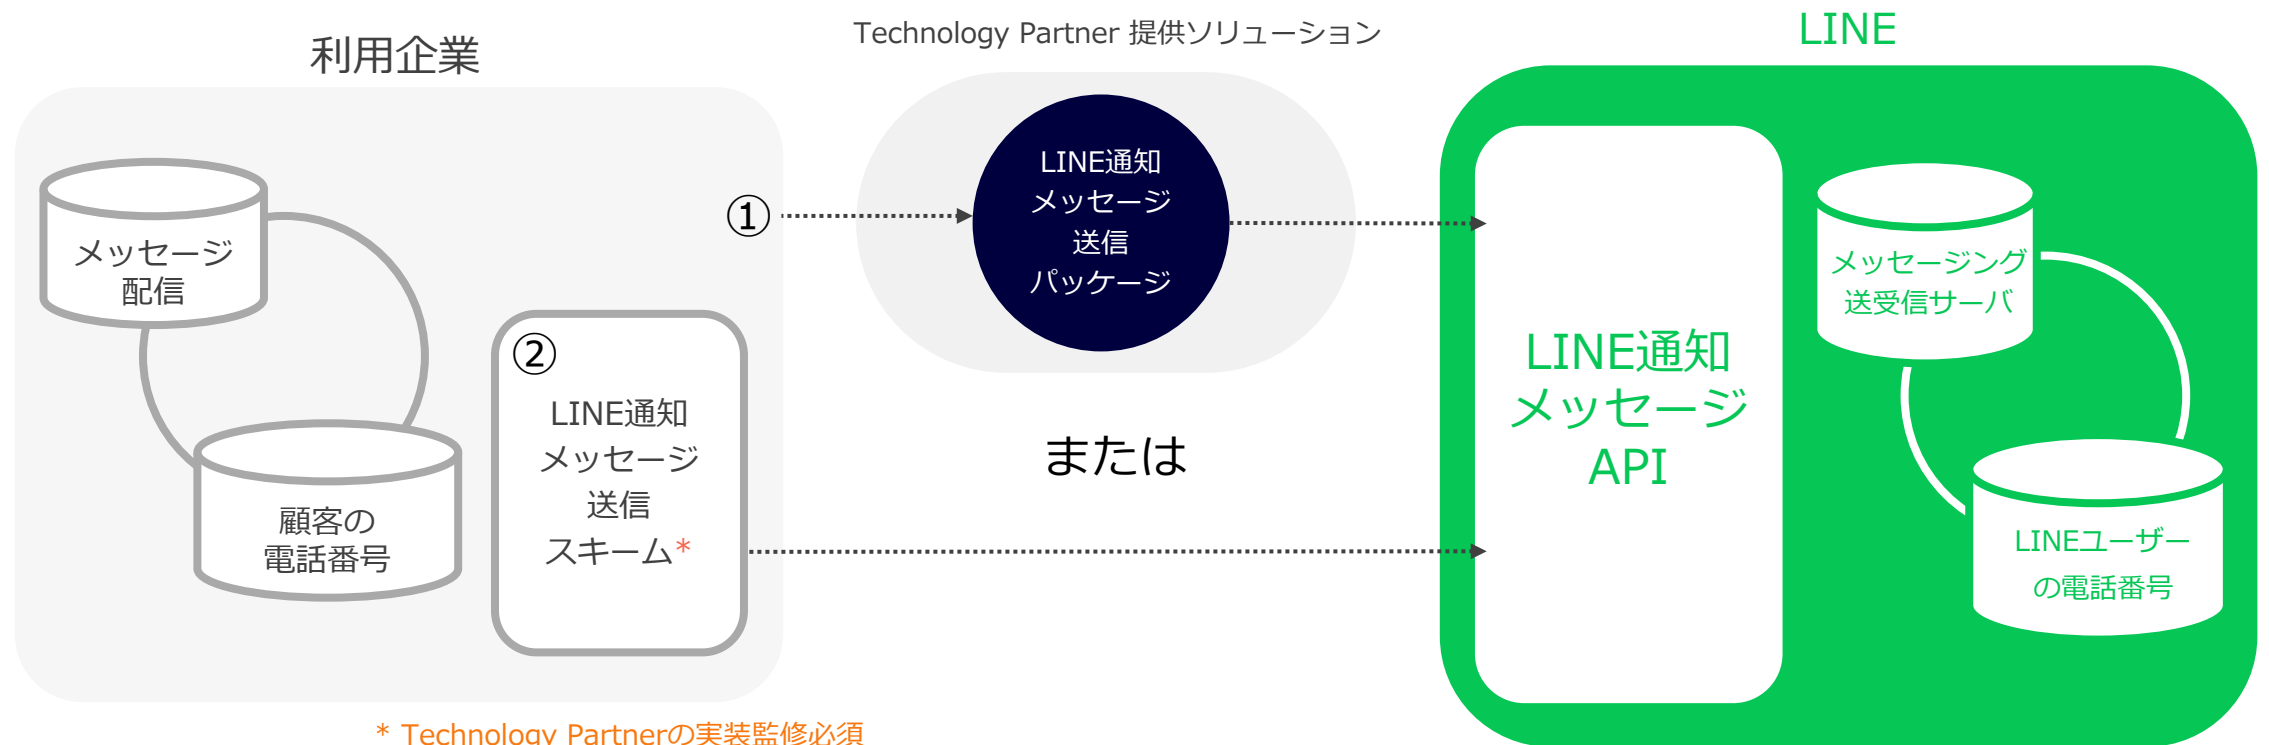 利用企業
Technology Partner 提供ソリューション
LINE
メッセージ
配信
顧客の
電話番号
①
②
LINE通知
メッセージ
送信
スキーム*
LINE通知
メッセージ
送信
パッケージ
または
LINE通知
メッセージ
API
メッセージング
送受信サーバ
LINEユーザー
の電話番号
* Technology Partnerの実装監修必須